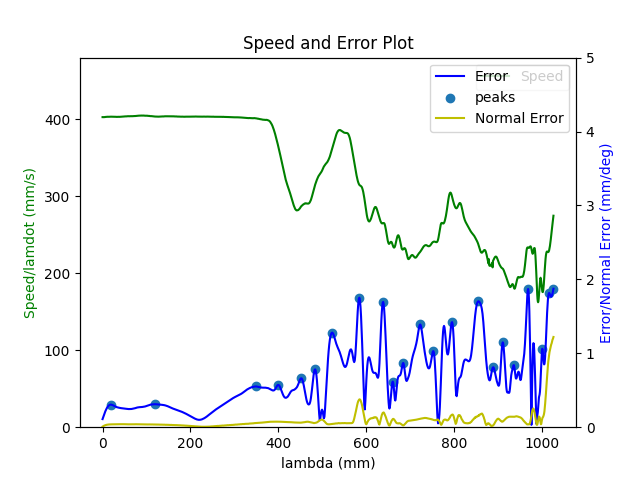 Speed and Error Plot
Error
Speed
peaks
Normal Error
Speed/lamdot (mm/s)
400
300
200
100
0
5
4
3
2
1
0
Error/Normal Error (mm/deg)
0 200 400 600 800 1000
lambda (mm)